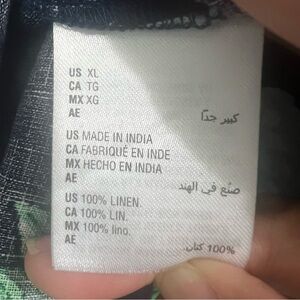 US XL
CA TG
MX XG
AE كبير جدًا
US MADE IN INDIA
CA FABRIQUÉ EN INDE
MX HECHO EN INDIA
AE صنع في الهند
US 100% LINEN.
CA 100% LIN.
MX 100% lino.
AE 100% كتان.